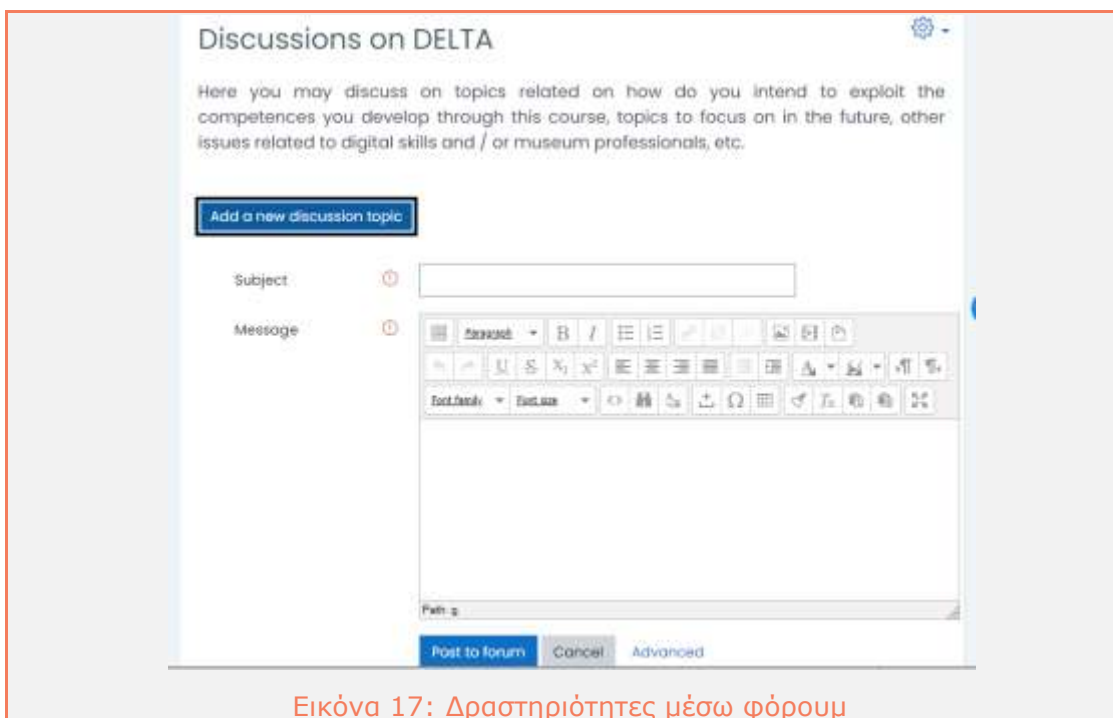 Discussions on DELTA
Here you may discuss on topics related on how do you intend to exploit the
competences you develop through this course, topics to focus on in the future, other
issues related to digital skills and / or museum professionals, etc.
Add a new discussion topic
Subject
Message
Paragraph
B I
U S X₂ X²
Font family Font size
Path: p
Post to forum Cancel Advanced
Εικόνα 17: Δραστηριότητες μέσω φόρουμ